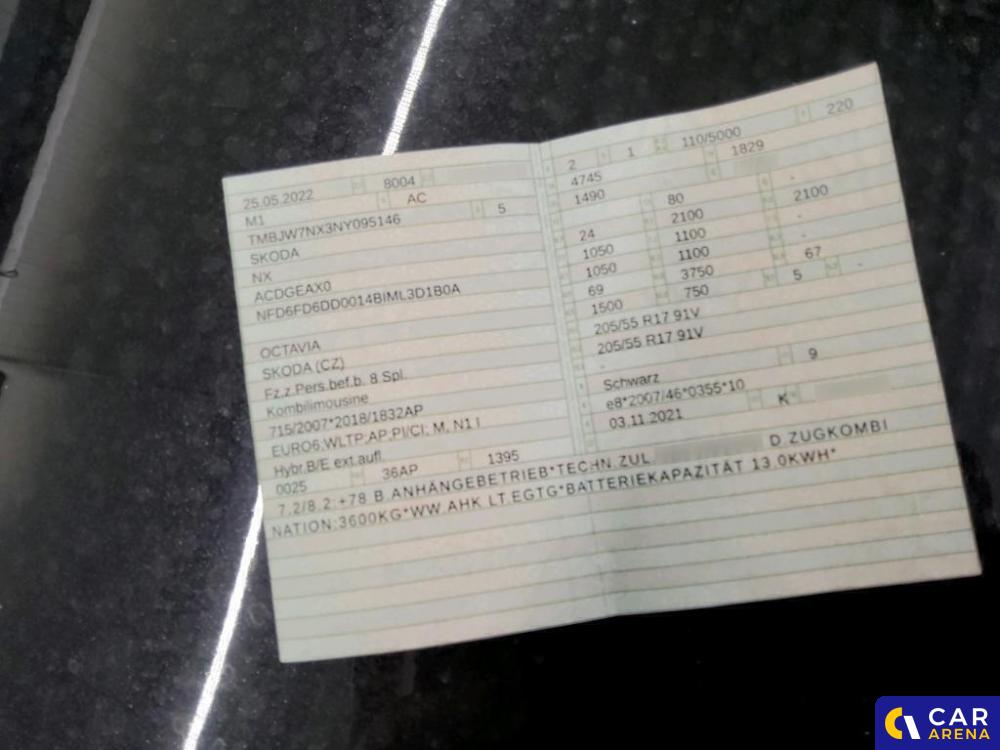 25.05.2022 8004
M1 AC
TMBJW7NX3NY095146 5
SKODA
NX
ACDGEAX0
NFD6FD6DD0014BIML3D1B0A
OCTAVIA
SKODA (CZ)
Fz.z.Pers.bef.b. 8 Spl.
Kombilimousine
715/2007*2018/1832AP
EURO6;WLTP;AP;PI/CI; M, N1 I
Hybr.B/E ext.aufl
0025 36AP 1395
2 1 110/5000 220
4745 1829
1490 80 -
24 2100 2100
1050 1100 -
1050 1100 -
69 3750 67
1500 750 5 -
205/55 R17 91V
205/55 R17 91V
-
Schwarz 9
e8*2007/46*0355*10
03.11.2021 K
7.2/8.2:+78 B.ANHÄNGEBETRIEB*TECHN.ZUL. D.ZUGKOMBI
NATION:3600KG*WW.AHK LT.EGTG*BATTERIEKAPAZITÄT 13,0KWH*
CAR
ARENA